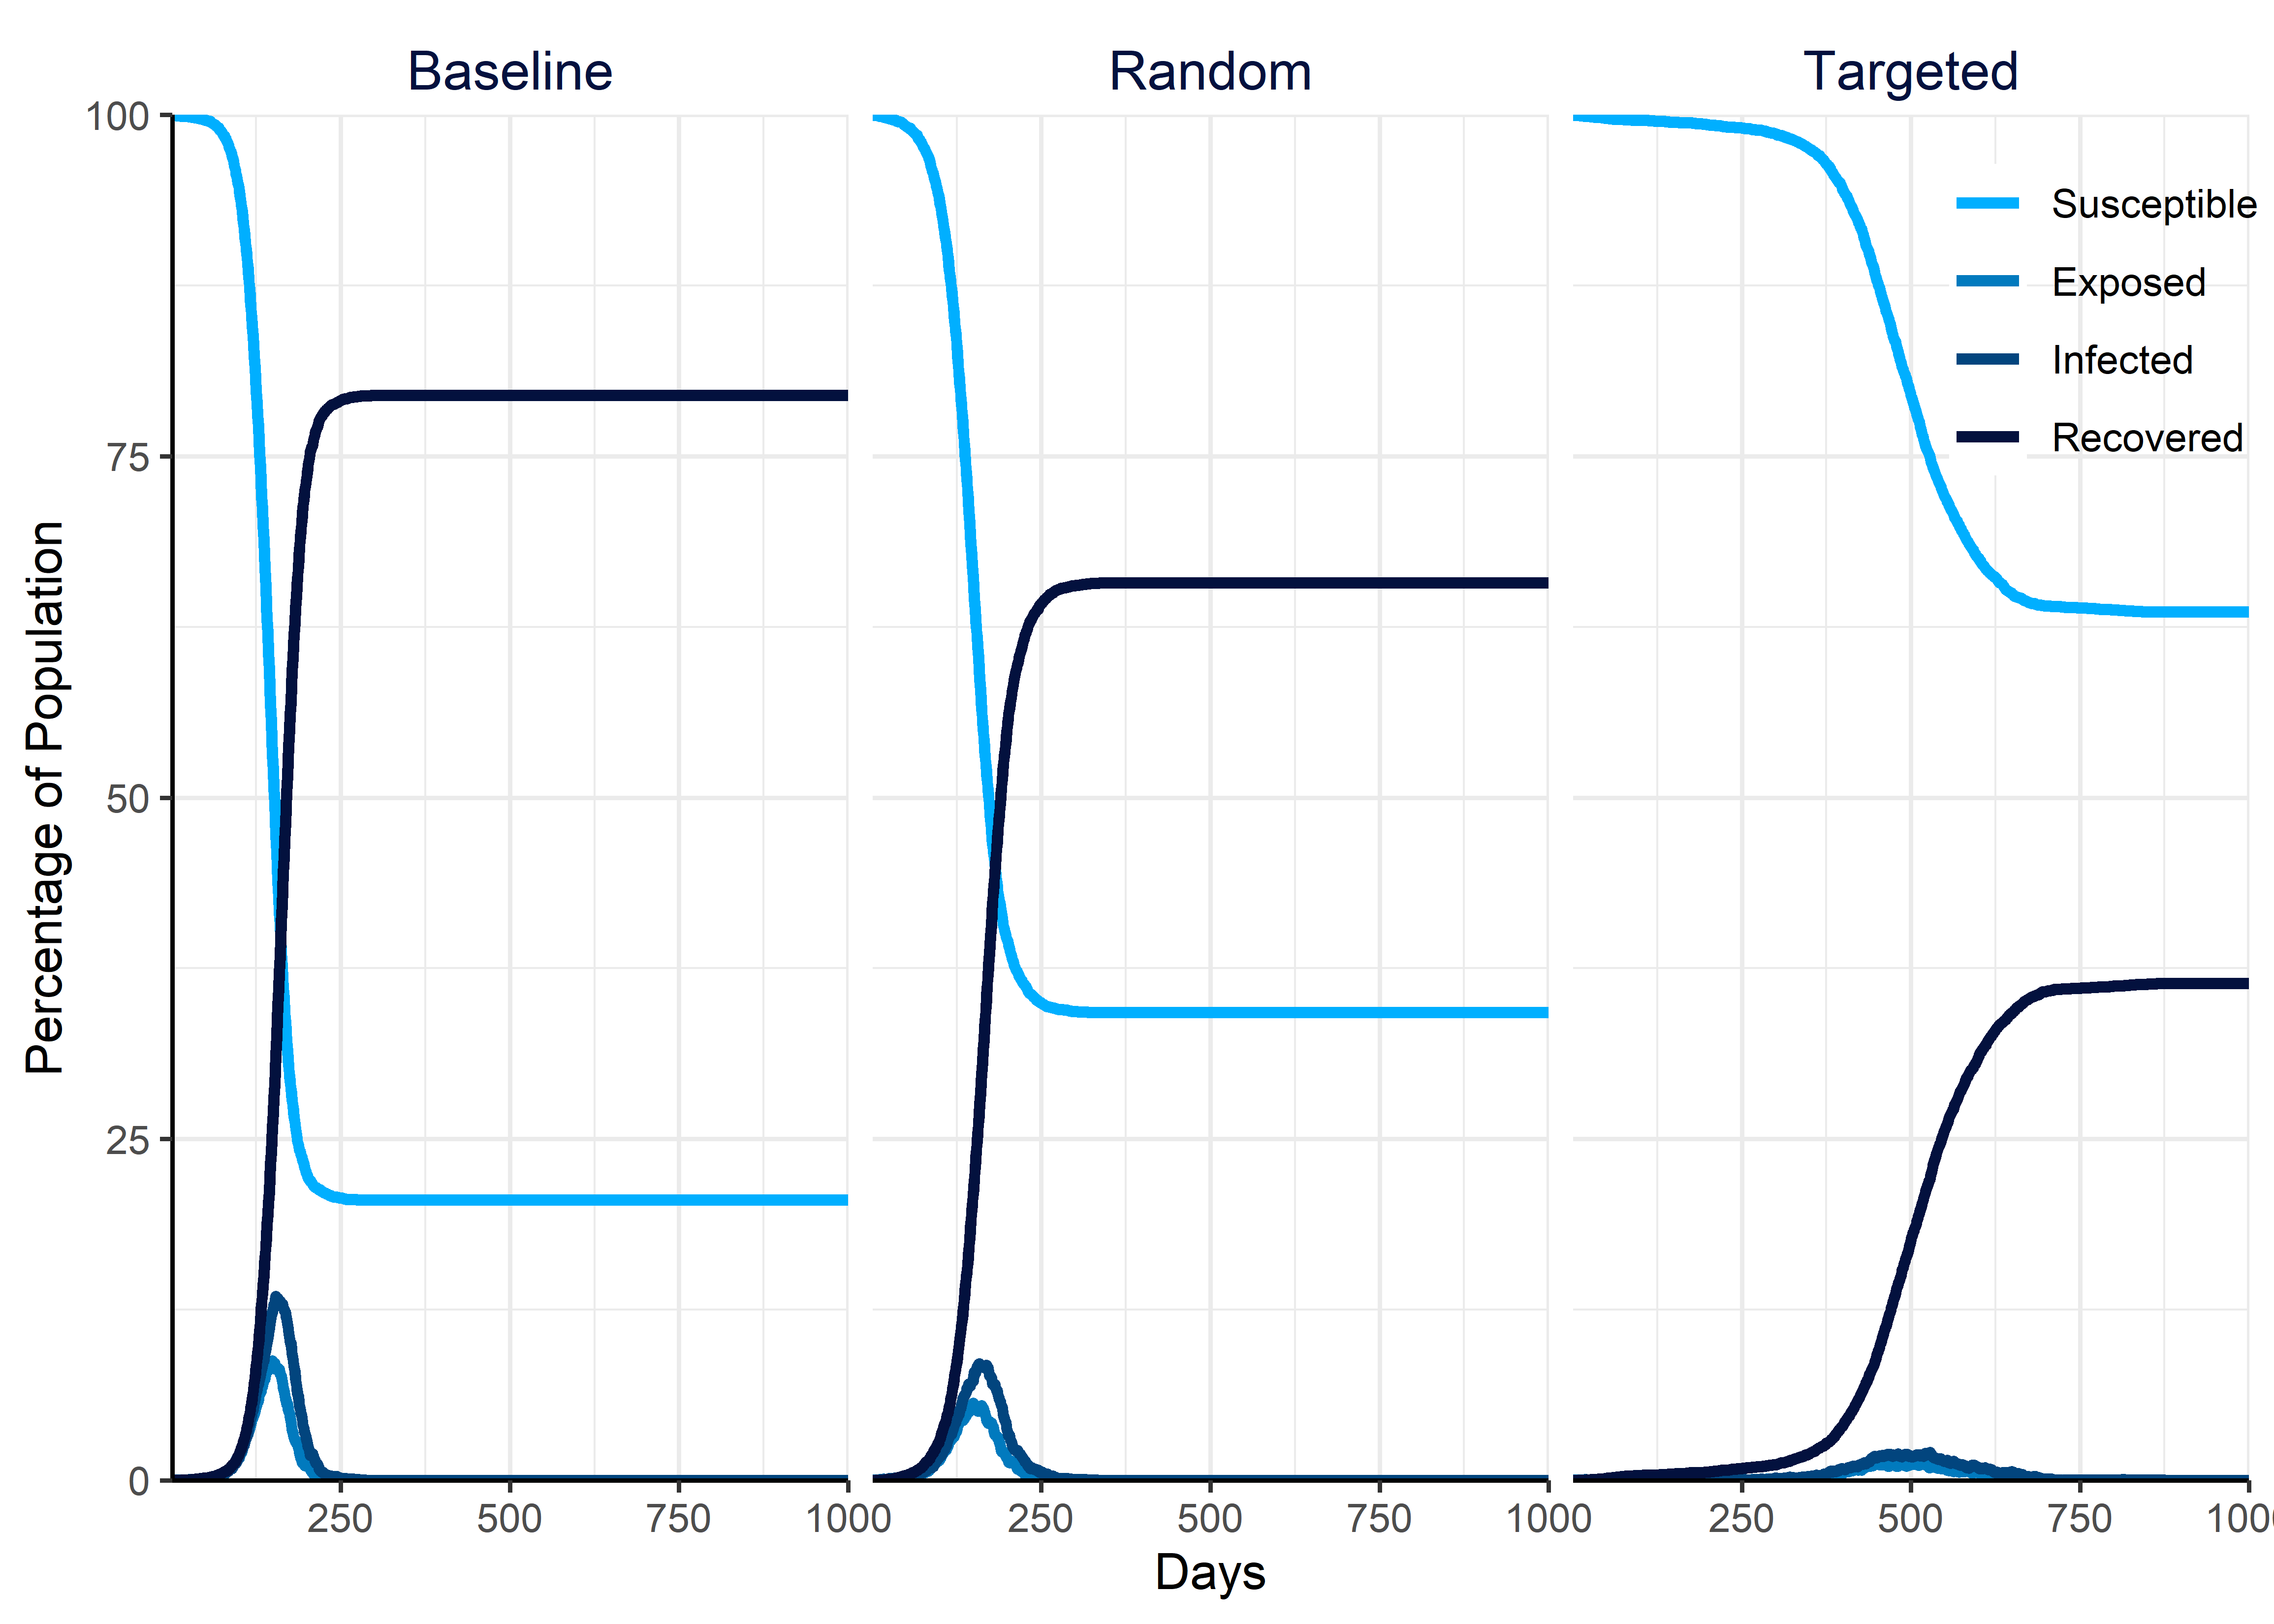 Baseline Random Targeted
100
75
50
25
0
Susceptible
Exposed
Infected
Recovered
Percentage of Population
250 500 750 1000 250 500 750 1000 250 500 750 100
Days